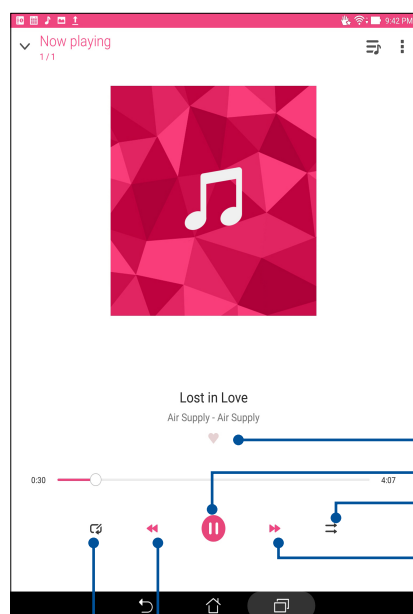 9:42 PM
Now playing
1/1
Lost in Love
Air Supply - Air Supply
0:30
4:07